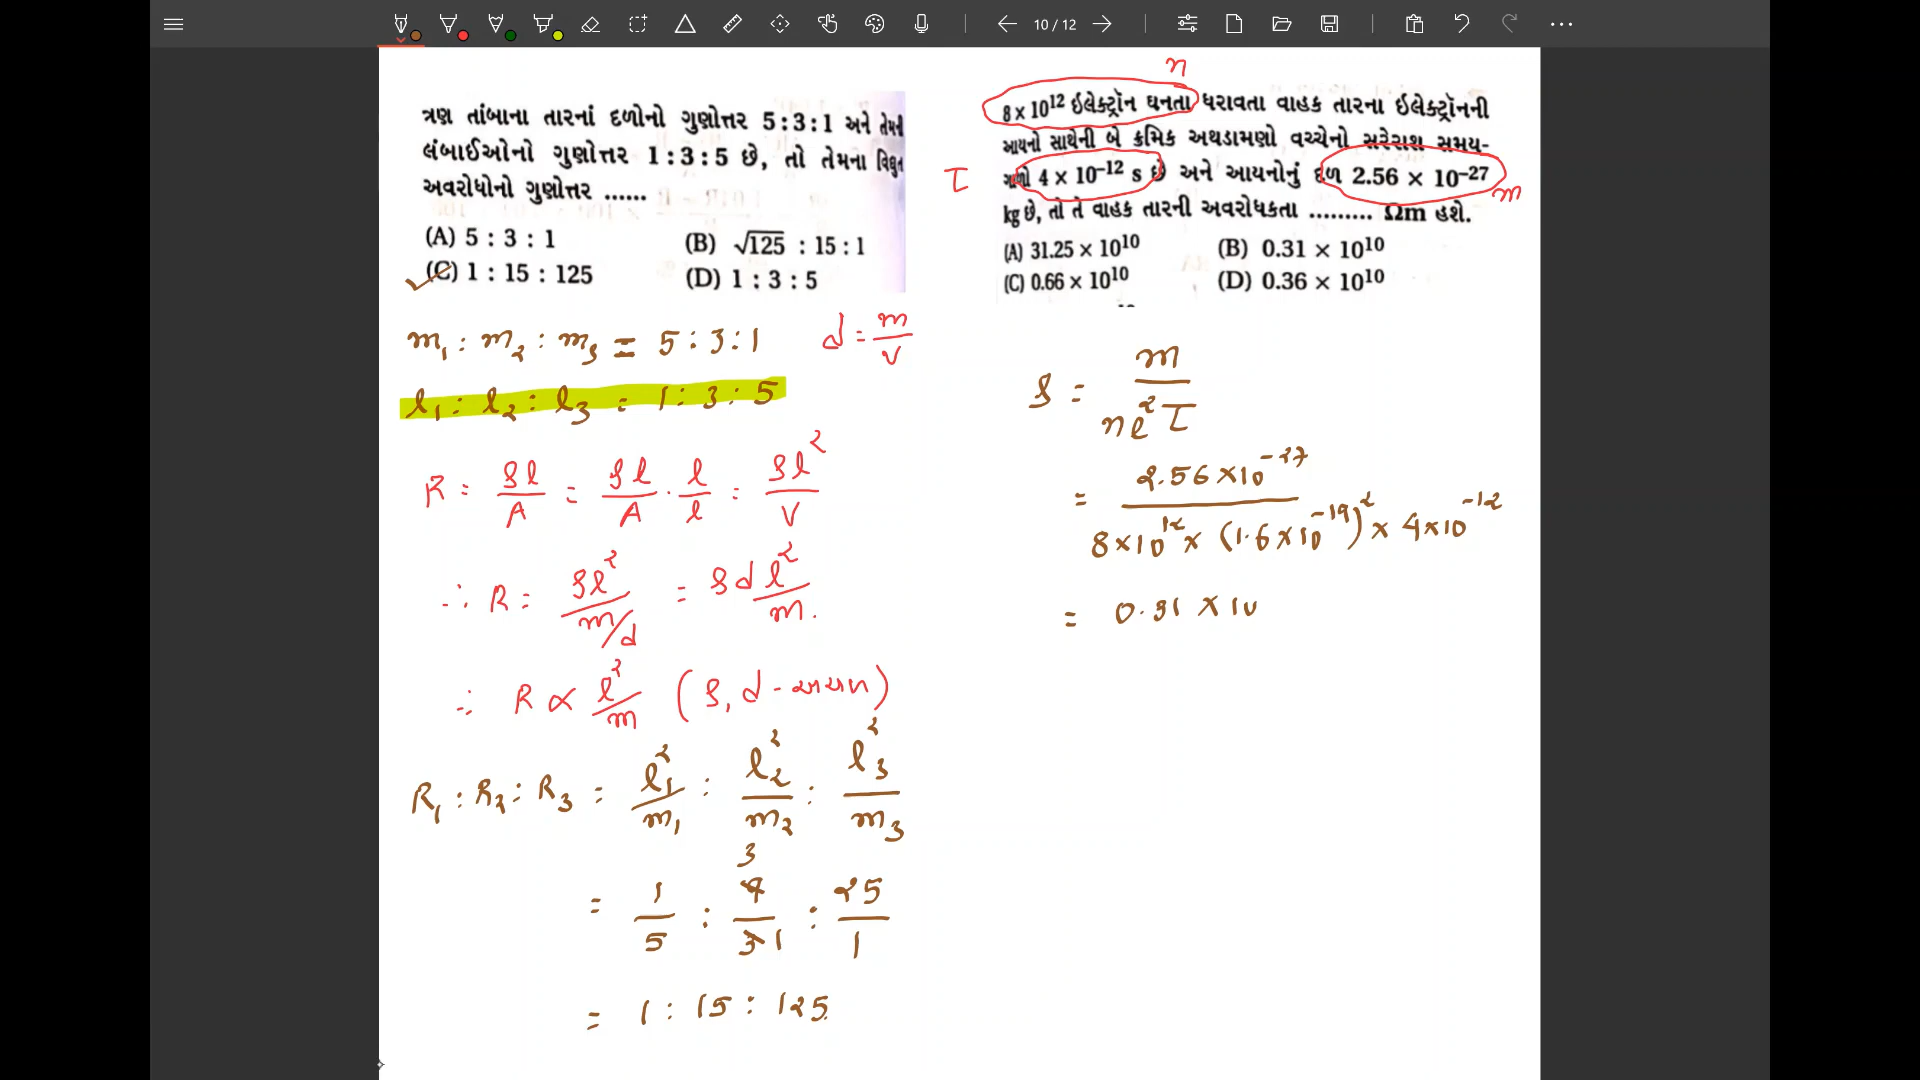 10 / 12
ત્રણ તાંબાના તારનાં દળોનો ગુણોત્તર 5 : 3 : 1 અને તેમની
લંબાઈઓનો ગુણોત્તર 1 : 3 : 5 છે, તો તેમના વિદ્યુત
અવરોધોનો ગુણોત્તર ......
(A) 5 : 3 : 1
(B) √125 : 15 : 1
(C) 1 : 15 : 125
(D) 1 : 3 : 5
m₁ : m₂ : m₃ = 5 : 3 : 1
d = m/v
l₁ : l₂ : l₃ = 1 : 3 : 5
R = ρl/A = ρl/A · l/l = ρl²/V
∴ R = ρl²/m/d = ρd l²/m.
∴ R ∝ l²/m (ρ, d - સમાન)
R₁ : R₂ : R₃ = l₁²/m₁ : l₂²/m₂ : l₃²/m₃
3
= 1/5 : 9/3 1 : 25/1
= 1 : 15 : 125.
n
8 × 10¹² ઇલેક્ટ્રૉન ઘનતા ધરાવતા વાહક તારના ઇલેક્ટ્રૉનની
આયનો સાથેની બે ક્રમિક અથડામણો વચ્ચેનો સરેરાશ સમય-
τ
ગાળો 4 × 10⁻¹² s છે અને આયનોનું દળ 2.56 × 10⁻²⁷
m
kg છે, તો તે વાહક તારની અવરોધકતા ......... Ωm હશે.
(A) 31.25 × 10¹⁰
(B) 0.31 × 10¹⁰
(C) 0.66 × 10¹⁰
(D) 0.36 × 10¹⁰
ρ = m/ne²τ
= 2.56 × 10⁻²⁷/8 × 10¹² × (1.6 × 10⁻¹⁹)² × 4 × 10⁻¹²
= 0.31 × 10